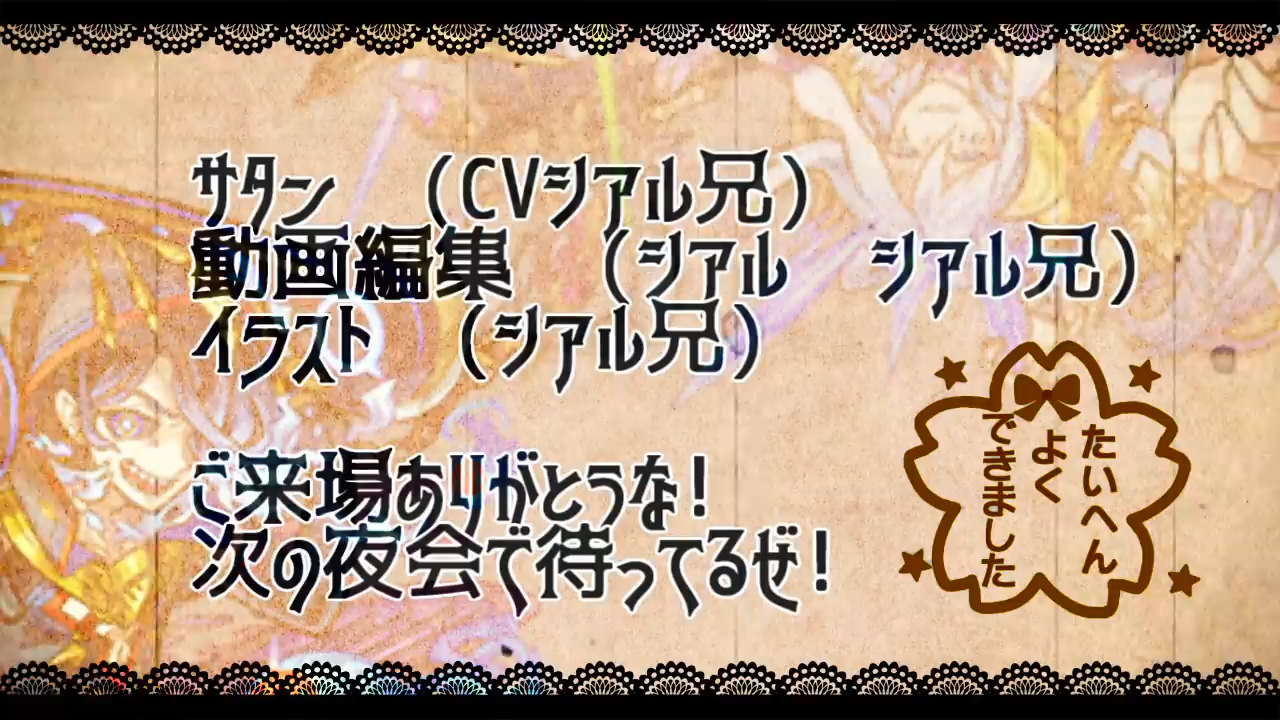 サタン　(CVシアル兄)
動画編集　(シアル　シアル兄)
イラスト　(シアル兄)
ご来場ありがとうな!
次の夜会で待ってるぜ!
たいへん
よく
できました